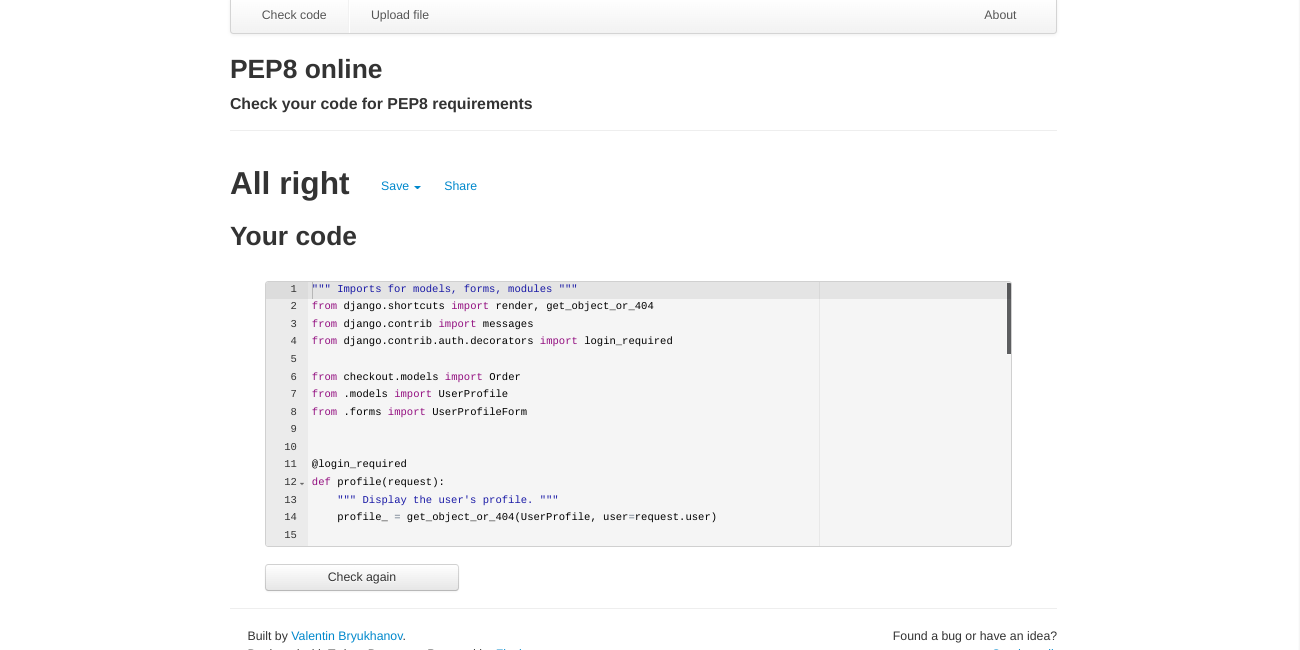 Check code Upload file About
PEP8 online
Check your code for PEP8 requirements
All right Save Share
Your code
1 """ Imports for models, forms, modules """
2 from django.shortcuts import render, get_object_or_404
3 from django.contrib import messages
4 from django.contrib.auth.decorators import login_required
5
6 from checkout.models import Order
7 from .models import UserProfile
8 from .forms import UserProfileForm
9
10
11 @login_required
12 def profile(request):
13     """ Display the user's profile. """
14     profile_ = get_object_or_404(UserProfile, user=request.user)
15
Check again
Built by Valentin Bryukhanov. Found a bug or have an idea?